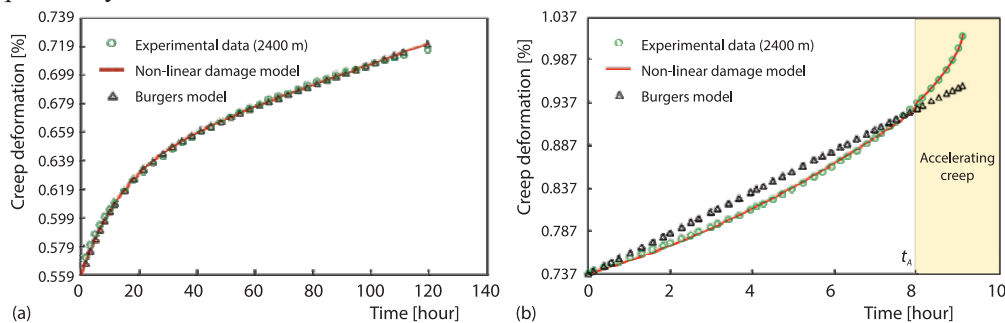 Creep deformation [%]
0.739
0.719
0.699
0.679
0.659
0.639
0.619
0.599
0.579
0.559
Experimental data (2400 m)
Non-linear damage model
Burgers model
0 20 40 60 80 100 120 140
(a)
Time [hour]
Creep deformation [%]
1.037
0.987
0.937
0.887
0.837
0.787
0.737
Experimental data (2400 m)
Non-linear damage model
Burgers model
Accelerating
creep
t_A
0 2 4 6 8 10
(b)
Time [hour]